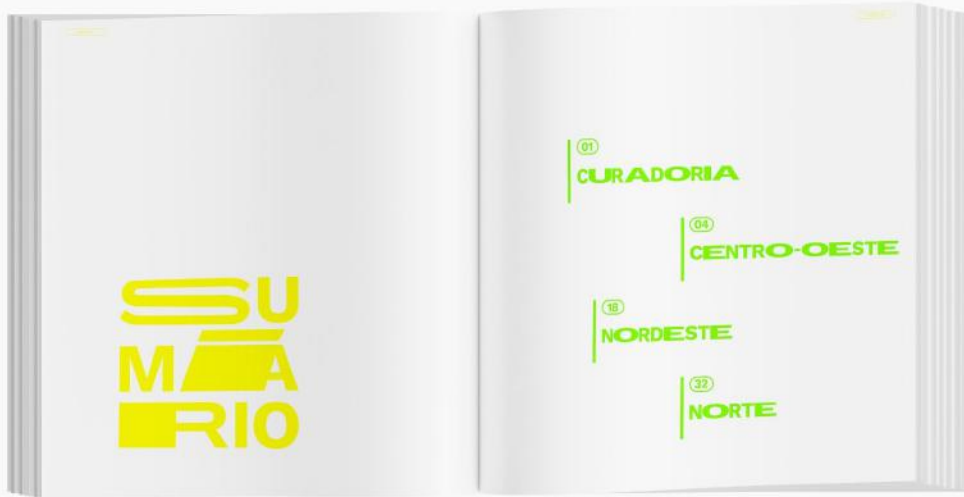 SU
MÁ
RIO
01
CURADORIA
04
CENTRO-OESTE
18
NORDESTE
32
NORTE